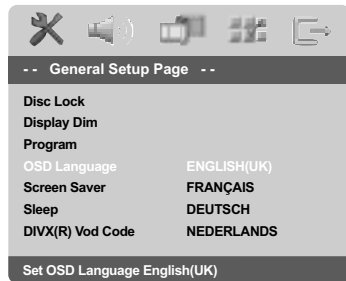 - -  General Setup Page  - -
Disc Lock
Display Dim
Program
OSD Language ENGLISH(UK)
Screen Saver FRANÇAIS
Sleep DEUTSCH
DIVX(R) Vod Code NEDERLANDS
Set OSD Language English(UK)